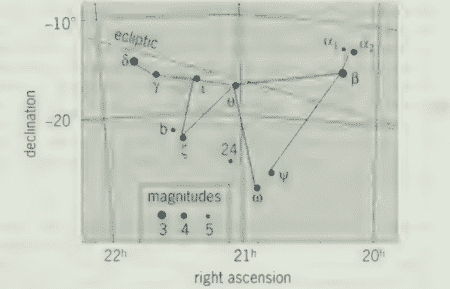 -10°
ecliptic
α₁ α₂
δ
γ
ι
θ
β
declination
-20
b
ζ
24
ψ
ω
magnitudes
3 4 5
22h 21h 20h
right ascension